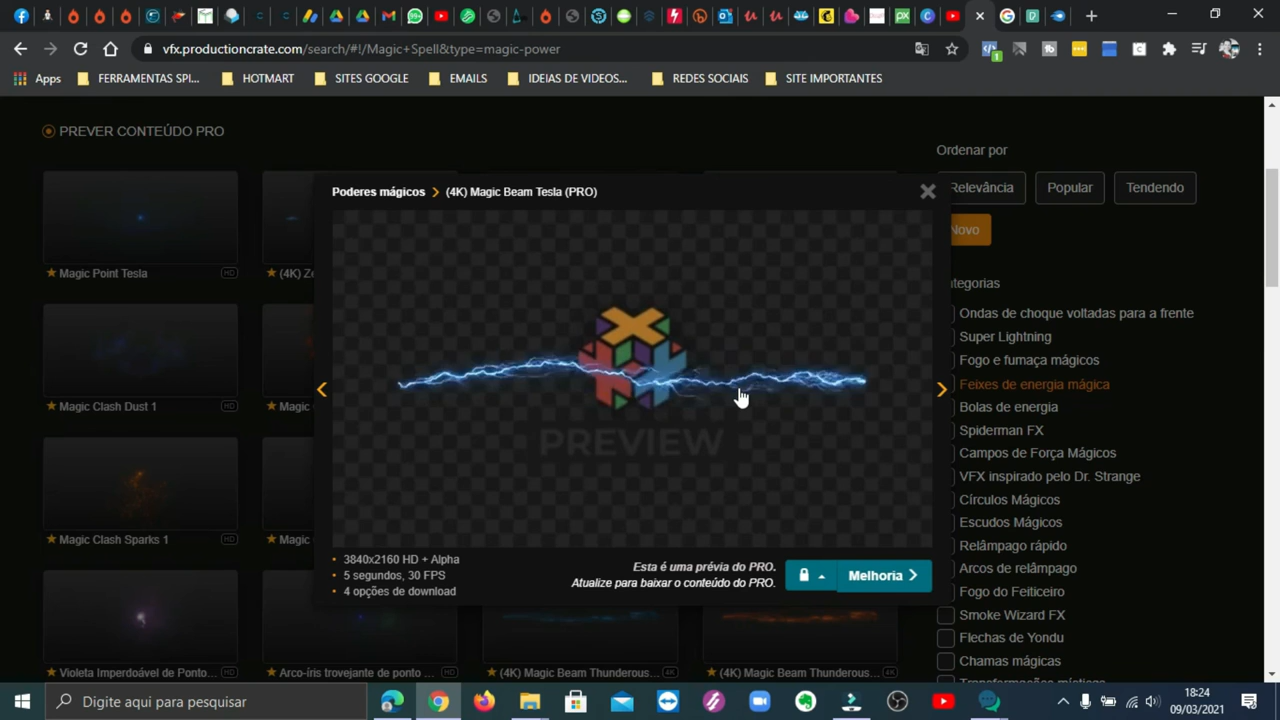 vfx.productioncrate.com/search/#!/Magic+Spell&type=magic-power
Apps
FERRAMENTAS SPI...
HOTMART
SITES GOOGLE
EMAILS
IDEIAS DE VIDEOS...
REDES SOCIAIS
SITE IMPORTANTES
PREVER CONTEÚDO PRO
Ordenar por
Relevância
Popular
Tendendo
Novo
Poderes mágicos > (4K) Magic Beam Tesla (PRO)
PREVIEW
3840x2160 HD + Alpha
5 segundos, 30 FPS
4 opções de download
Esta é uma prévia do PRO.
Atualize para baixar o conteúdo do PRO.
Melhoria
Magic Point Tesla
HD
(4K) Ze
Magic Clash Dust 1
HD
Magic
Magic Clash Sparks 1
HD
Magic
Violeta Imperdoável de Ponto...
HD
Arco-íris trovejante de ponto ...
HD
(4K) Magic Beam Thunderous...
4K
(4K) Magic Beam Thunderous...
4K
ategorias
Ondas de choque voltadas para a frente
Super Lightning
Fogo e fumaça mágicos
Feixes de energia mágica
Bolas de energia
Spiderman FX
Campos de Força Mágicos
VFX inspirado pelo Dr. Strange
Círculos Mágicos
Escudos Mágicos
Relâmpago rápido
Arcos de relâmpago
Fogo do Feiticeiro
Smoke Wizard FX
Flechas de Yondu
Chamas mágicas
Transformações místicas
Digite aqui para pesquisar
18:24
09/03/2021